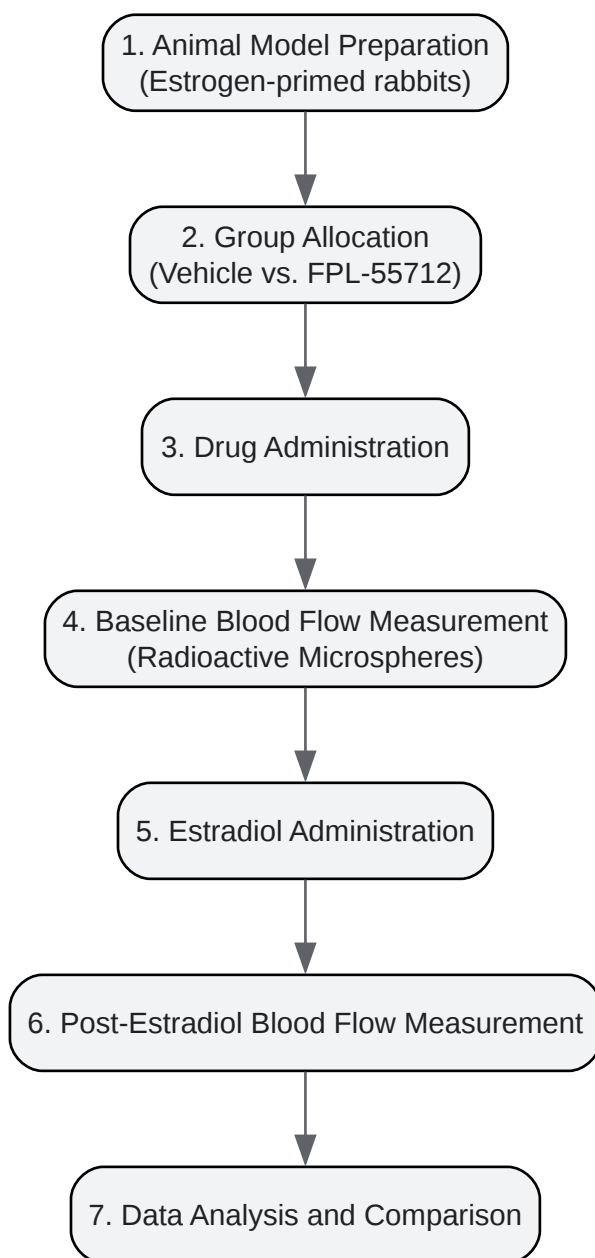 1. Animal Model Preparation
(Estrogen-primed rabbits)
2. Group Allocation
(Vehicle vs. FPL-55712)
3. Drug Administration
4. Baseline Blood Flow Measurement
(Radioactive Microspheres)
5. Estradiol Administration
6. Post-Estradiol Blood Flow Measurement
7. Data Analysis and Comparison